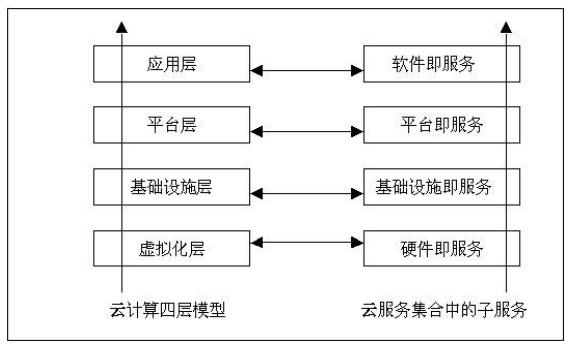 应用层
软件即服务
平台层
平台即服务
基础设施层
基础设施即服务
虚拟化层
硬件即服务
云计算四层模型
云服务集合中的子服务